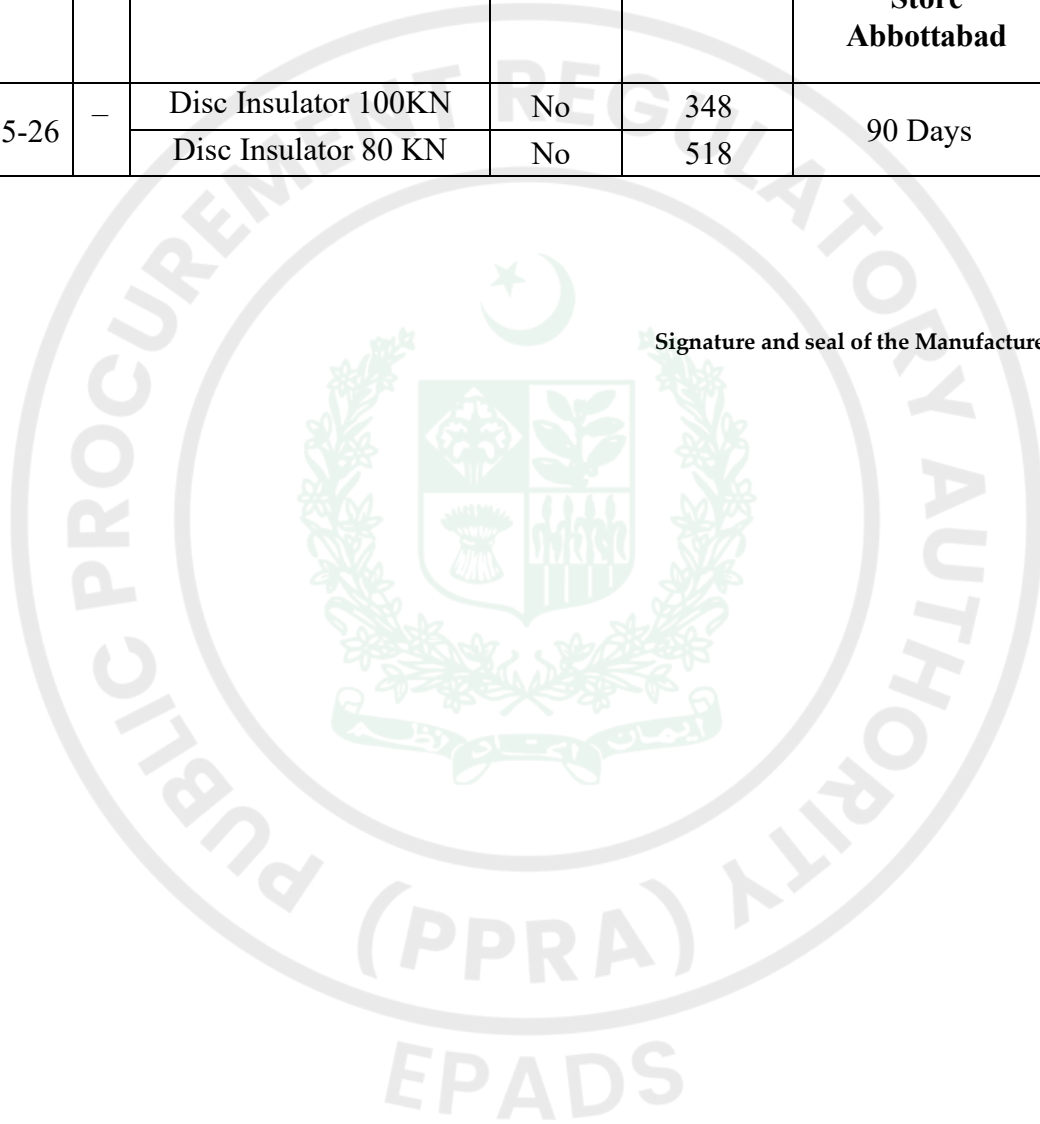 Store
Abbottabad
5-26 – Disc Insulator 100KN No 348 90 Days
Disc Insulator 80 KN No 518
Signature and seal of the Manufacture
PUBLIC PROCUREMENT REGULATORY AUTHORITY
(PPRA)
EPADS